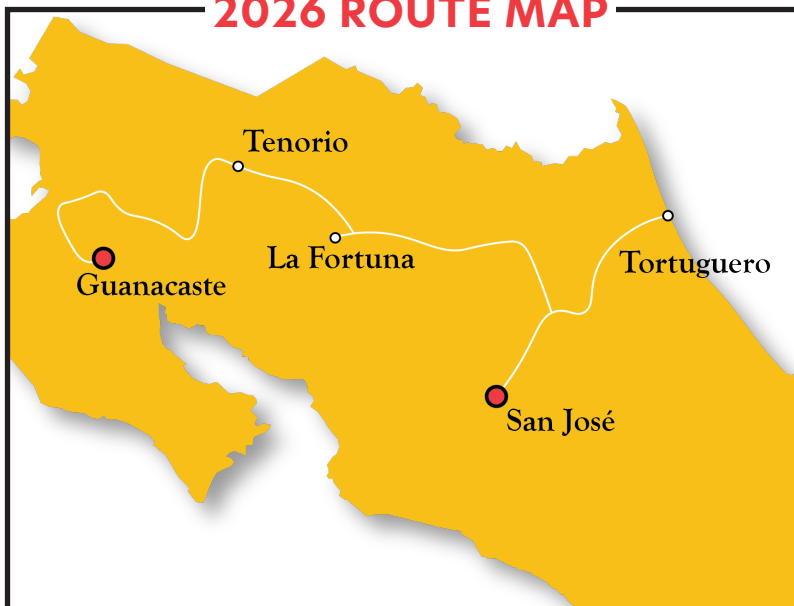 2026 ROUTE MAP
Tenorio
La Fortuna
Tortuguero
Guanacaste
San José